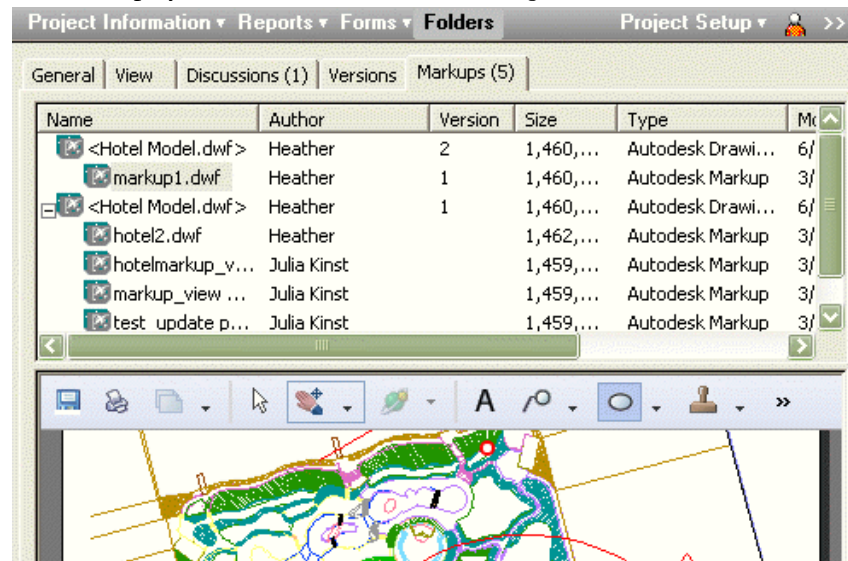 Project Information ▾ Reports ▾ Forms ▾ Folders Project Setup ▾ >>
General View Discussions (1) Versions Markups (5)
Name Author Version Size Type
<Hotel Model.dwf> Heather 2 1,460,... Autodesk Drawi... 6/
markup1.dwf Heather 1 1,460,... Autodesk Markup 3/
<Hotel Model.dwf> Heather 1 1,460,... Autodesk Drawi... 6/
hotel2.dwf Heather 1,462,... Autodesk Markup 3/
hotelmarkup_v... Julia Kinst 1,459,... Autodesk Markup 3/
markup_view ... Julia Kinst 1,459,... Autodesk Markup 3/
test_update p... Julia Kinst 1,459,... Autodesk Markup 3/
A »